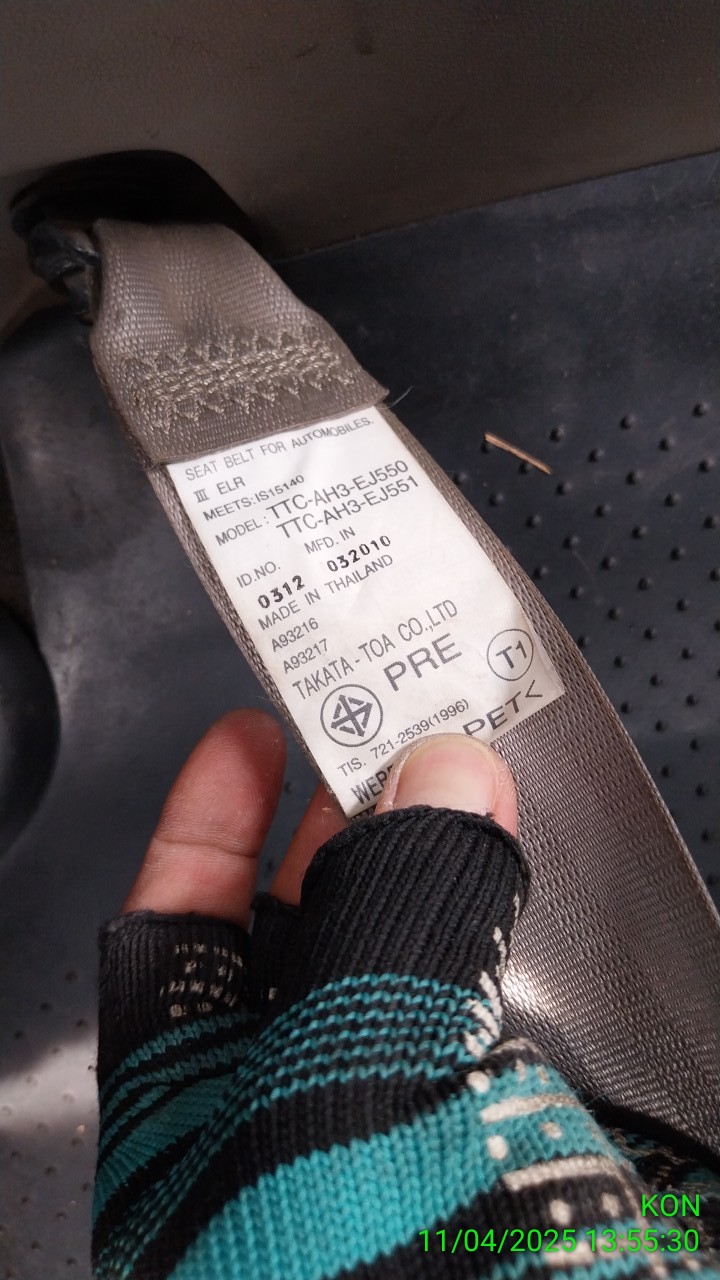 SEAT BELT FOR AUTOMOBILES.
III ELR
MEETS:IS15140
MODEL: TTC-AH3-EJ550
TTC-AH3-EJ551
ID.NO. MFD. IN
0312 032010
MADE IN THAILAND
A93216
A93217
TAKATA-TOA CO.,LTD
PRE T1
TIS. 721-2539(1996)
PET<
KON
11/04/2025 13:55:30